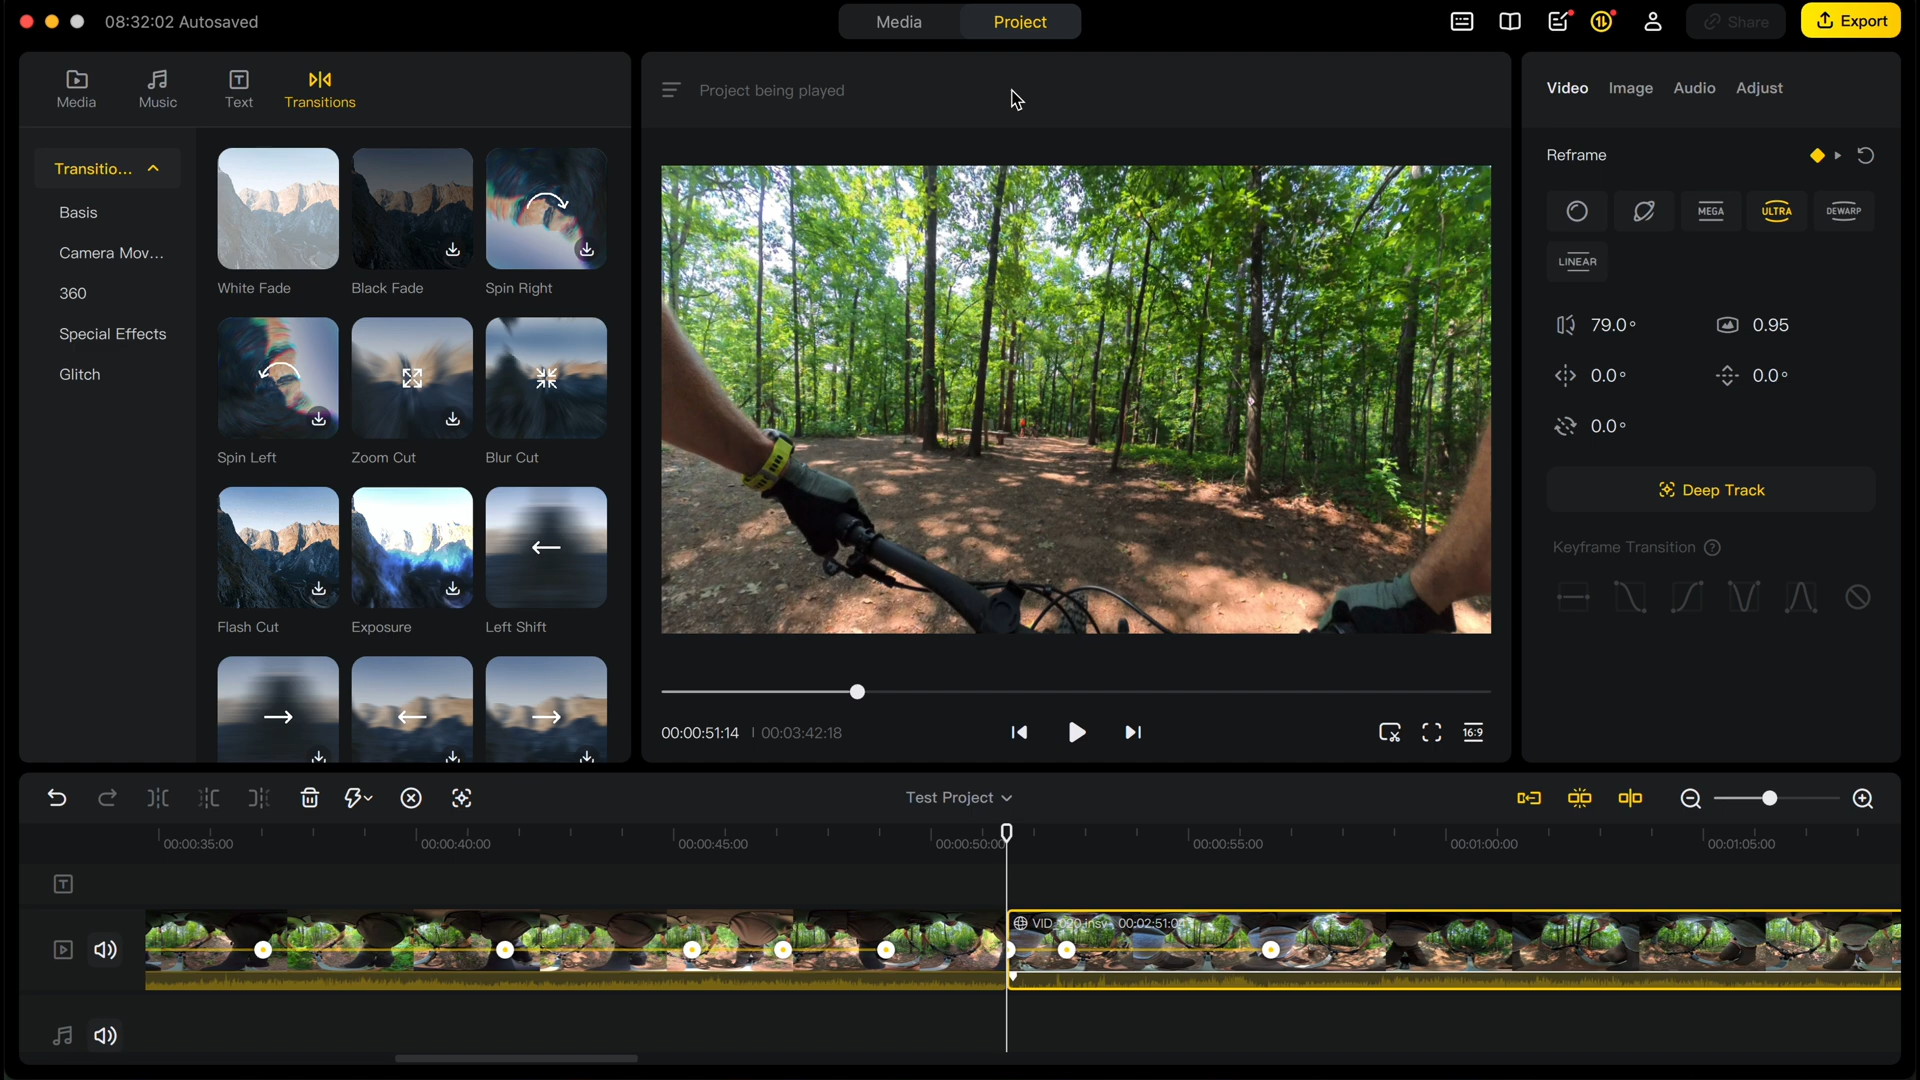 08:32:02 Autosaved
Media
Project
Share
Export
Media
Music
Text
Transitions
Project being played
Video
Image
Audio
Adjust
Transitio...
Basis
Camera Mov...
360
Special Effects
Glitch
White Fade
Black Fade
Spin Right
Spin Left
Zoom Cut
Blur Cut
Flash Cut
Exposure
Left Shift
Reframe
MEGA
ULTRA
DEWARP
LINEAR
79.0°
0.95
0.0°
0.0°
0.0°
Deep Track
Keyframe Transition ?
00:00:51:14 | 00:03:42:18
16:9
Test Project
00:00:35:00
00:00:40:00
00:00:45:00
00:00:50:00
00:00:55:00
00:01:00:00
00:01:05:00